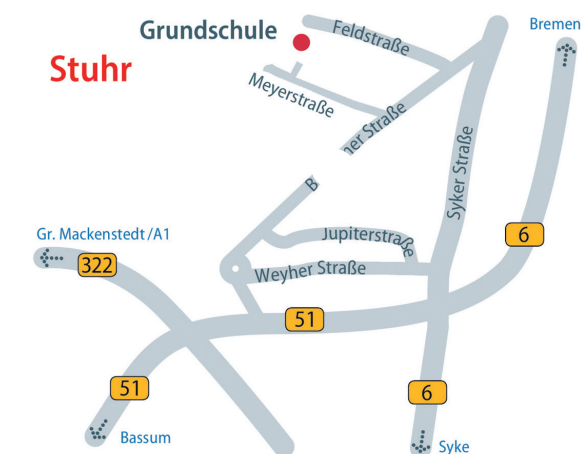 Bremen
Grundschule
Feldstraße
Stuhr
Meyerstraße
B
ner Straße
Syker Straße
Gr. Mackenstedt /A1
322
Jupiterstraße
6
Weyher Straße
51
51
6
Bassum
Syke